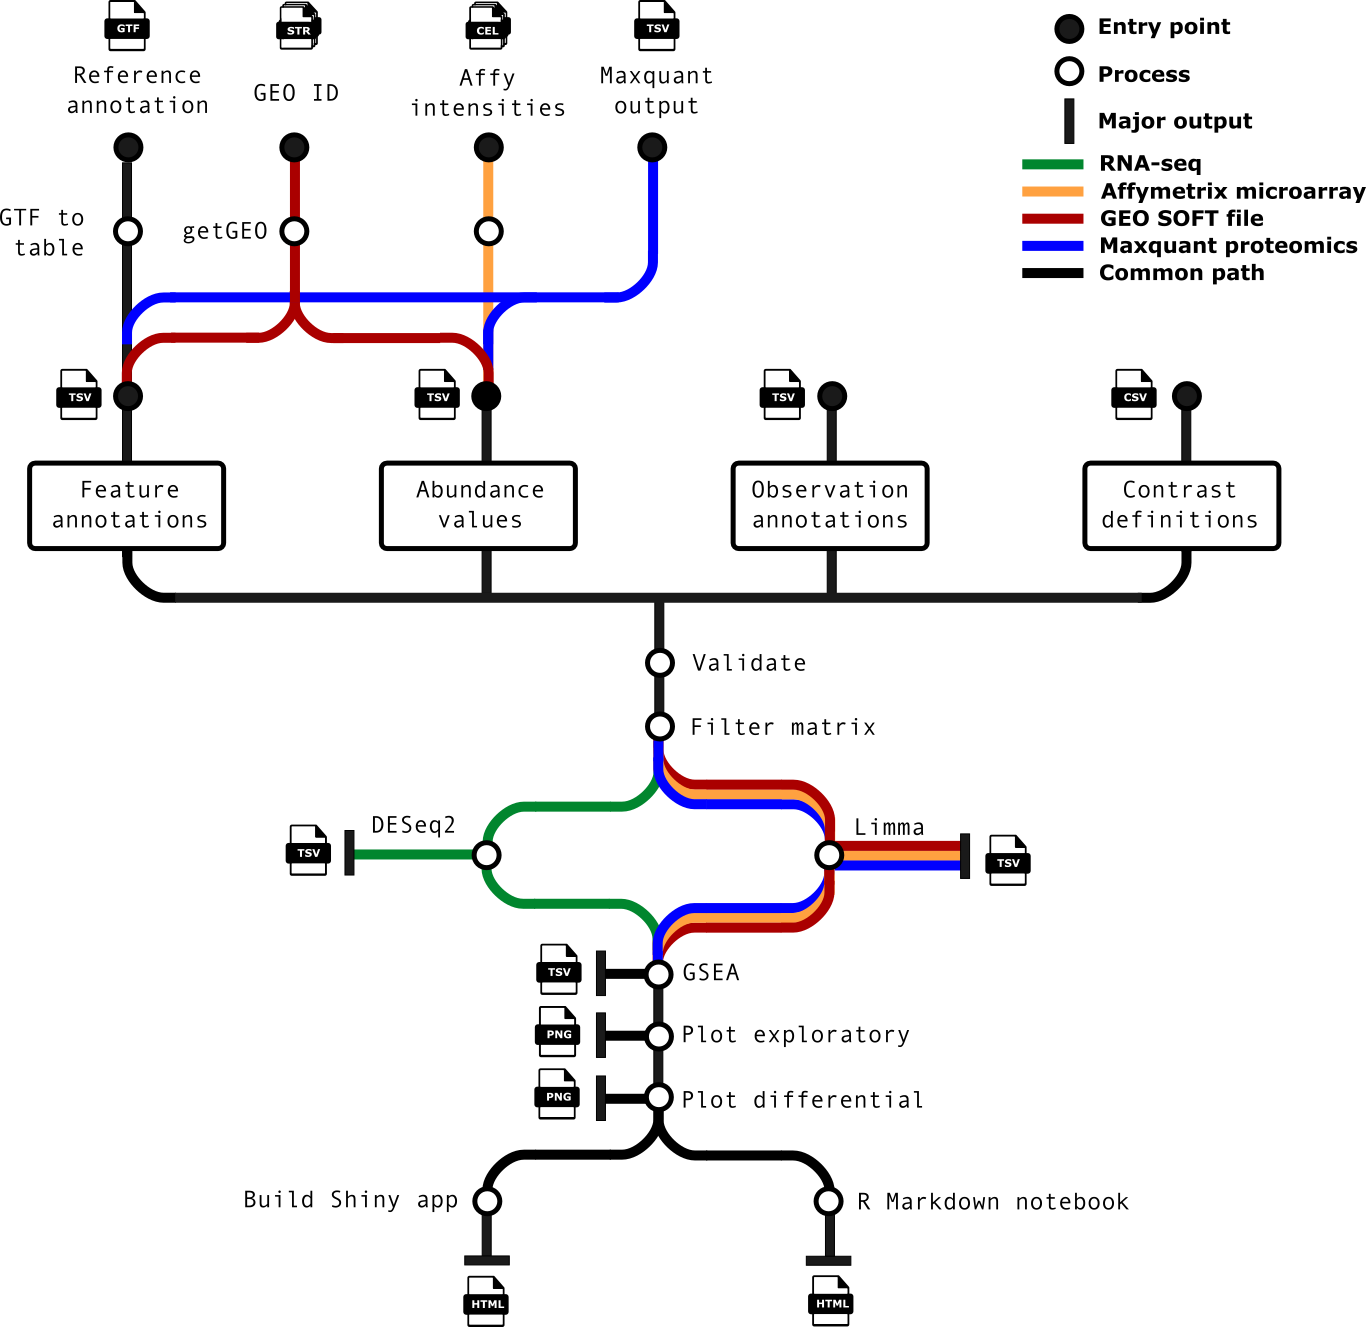 GTF
STR
CEL
TSV
Reference
annotation
GEO ID
Affy
intensities
Maxquant
output
Entry point
Process
Major output
RNA-seq
Affymetrix microarray
GEO SOFT file
Maxquant proteomics
Common path
GTF to
table
getGEO
TSV
TSV
TSV
CSV
Feature
annotations
Abundance
values
Observation
annotations
Contrast
definitions
Validate
Filter matrix
DESeq2
TSV
Limma
TSV
TSV
GSEA
PNG
Plot exploratory
PNG
Plot differential
Build Shiny app
R Markdown notebook
HTML
HTML